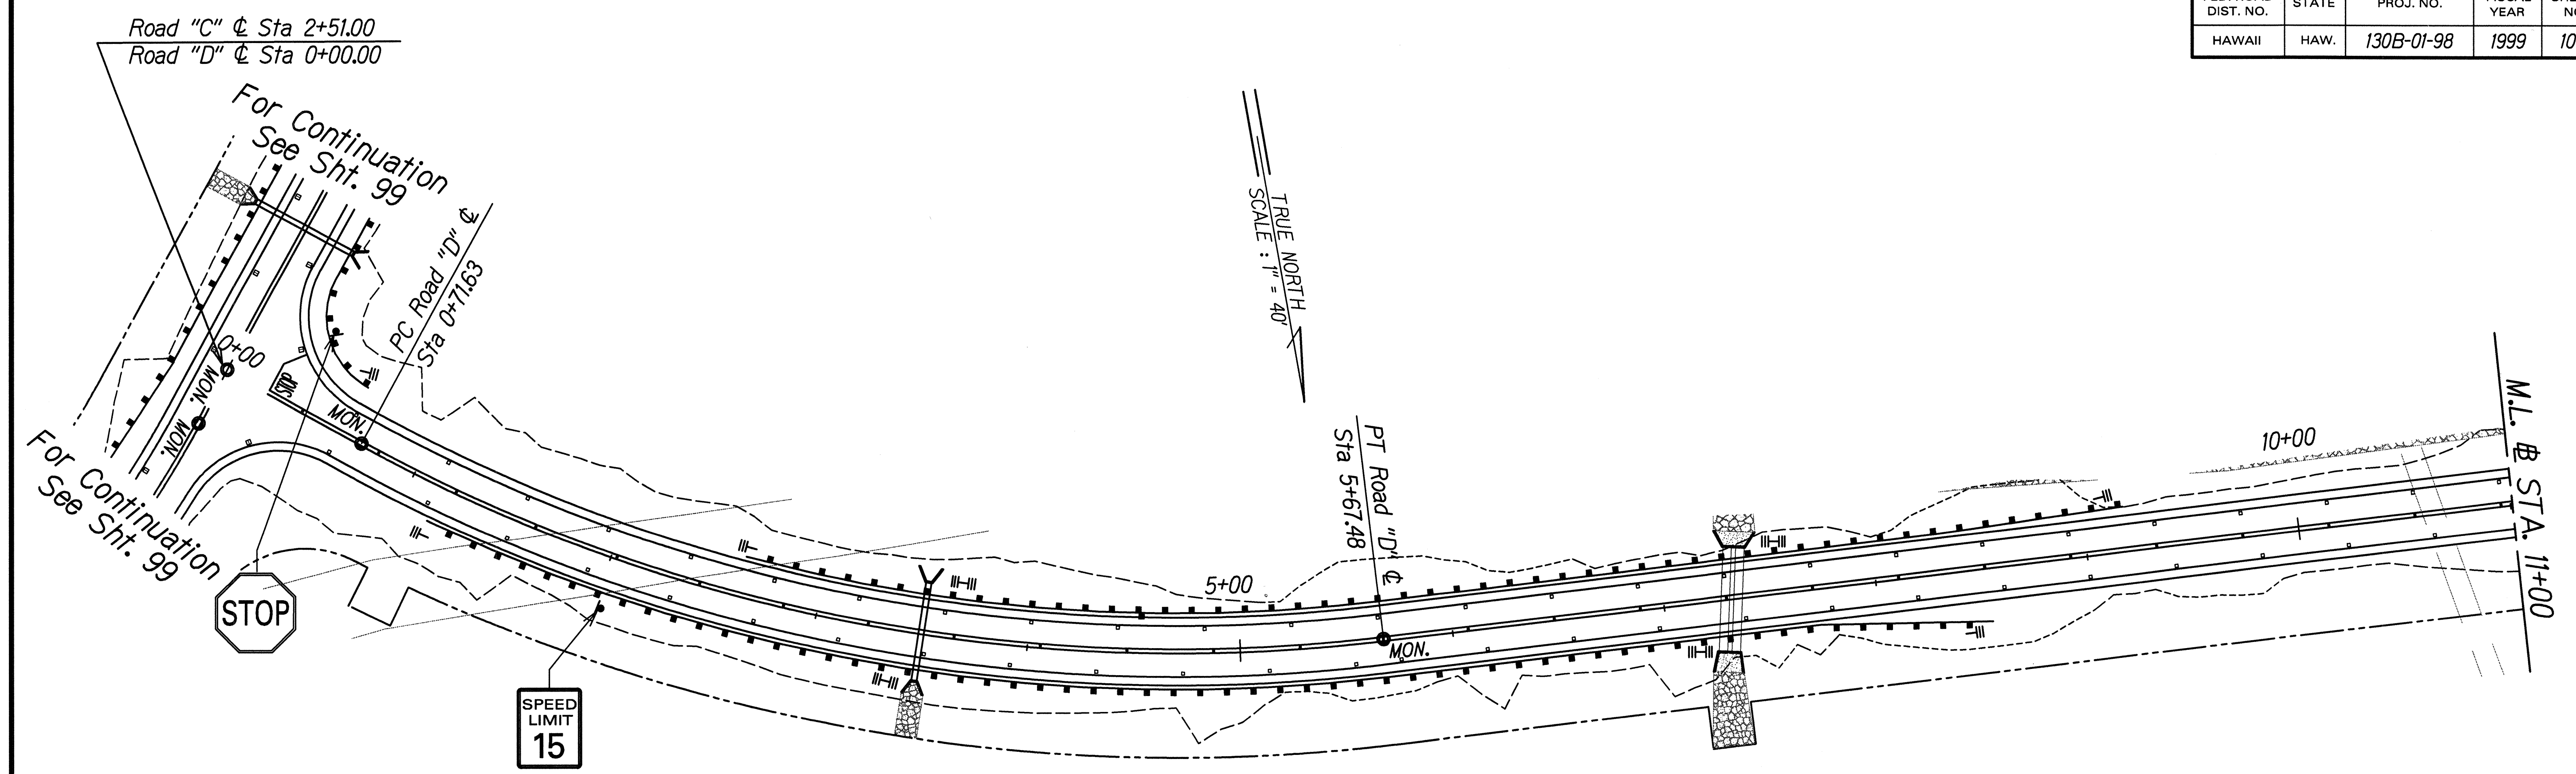 Road "C" ℄ Sta 2+51.00
Road "D" ℄ Sta 0+00.00
DIST. NO.
STATE
PROJ. NO.
YEAR
HAWAII
HAW.
130B-01-98
1999
For Continuation
See Sht. 99
PC Road "D" ℄
Sta 0+71.63
TRUE NORTH
SCALE : 1" = 40'
0+00
MON.
MON.
STOP
MON.
For Continuation
See Sht. 99
STOP
SPEED
LIMIT
15
5+00
PT Road "D" ℄
Sta 5+67.48
MON.
10+00
M.L. B STA. 11+00